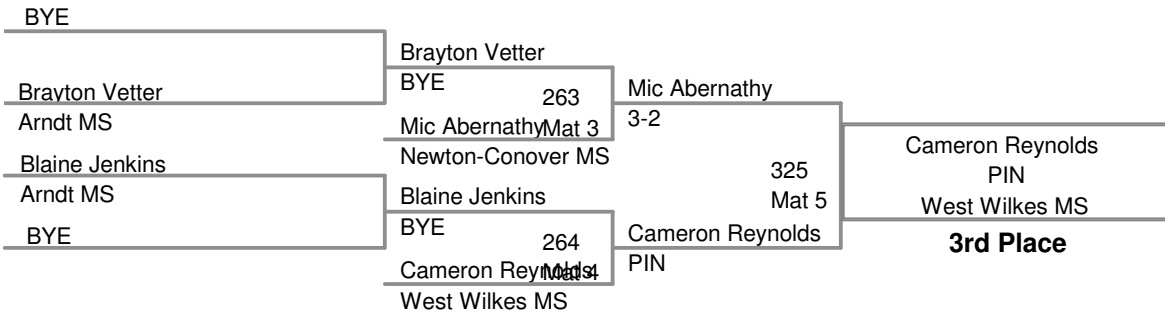 BYE
Brayton Vetter
Arndt MS
Blaine Jenkins
Arndt MS
BYE
Brayton Vetter
BYE
263
Mic Abernathy Mat 3
Newton-Conover MS
Blaine Jenkins
BYE
264
Cameron Reynolds Mat 4
West Wilkes MS
Mic Abernathy
3-2
325
Mat 5
Cameron Reynolds
PIN
Cameron Reynolds
PIN
West Wilkes MS
3rd Place